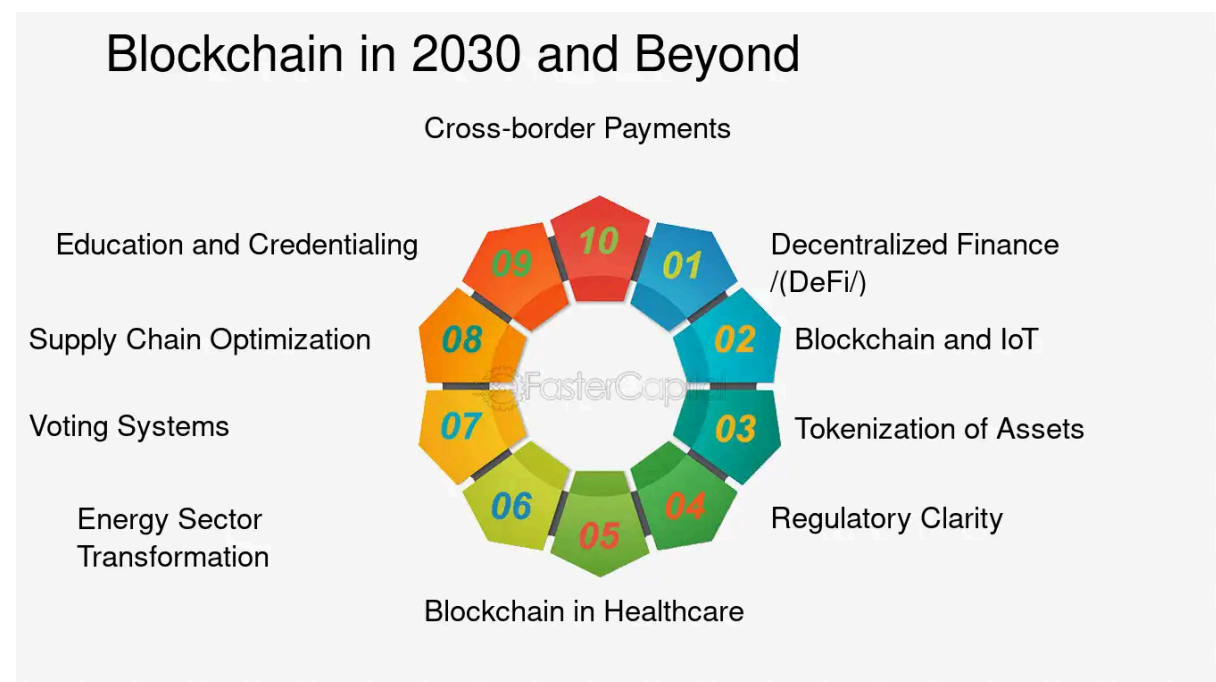 Blockchain in 2030 and Beyond
Cross-border Payments
10
01
Decentralized Finance
/(DeFi/)
02
Blockchain and IoT
03
Tokenization of Assets
04
Regulatory Clarity
05
Blockchain in Healthcare
06
Energy Sector
Transformation
07
Voting Systems
08
Supply Chain Optimization
09
Education and Credentialing
FasterCapital